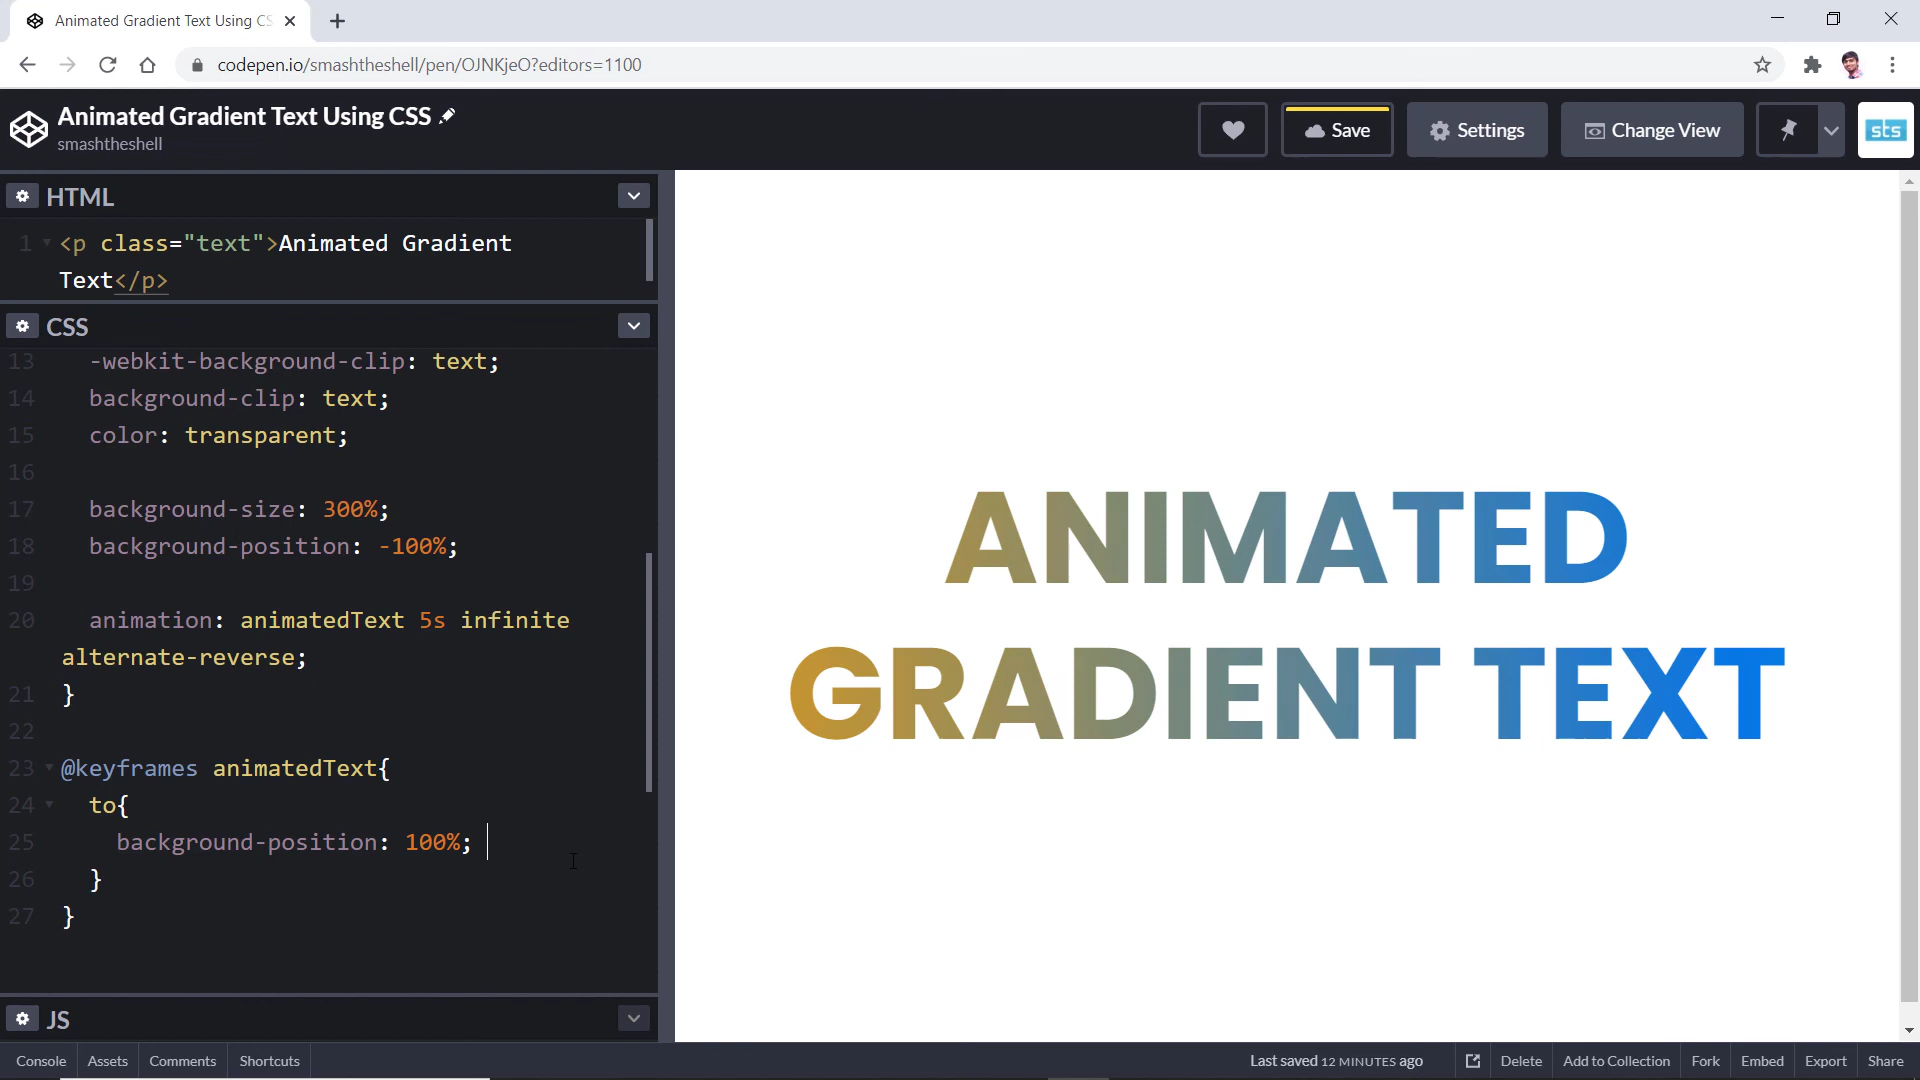 Animated Gradient Text Using CS
codepen.io/smashtheshell/pen/OJNKjeO?editors=1100
Animated Gradient Text Using CSS
smashtheshell
Save
Settings
Change View
sts
HTML
1 <p class="text">Animated Gradient
Text</p>
CSS
13 -webkit-background-clip: text;
14 background-clip: text;
15 color: transparent;
16
17 background-size: 300%;
18 background-position: -100%;
19
20 animation: animatedText 5s infinite
alternate-reverse;
21 }
22
23 @keyframes animatedText{
24 to{
25 background-position: 100%;
26 }
27 }
ANIMATED
GRADIENT TEXT
JS
Console Assets Comments Shortcuts Last saved 12 MINUTES ago Delete Add to Collection Fork Embed Export Share